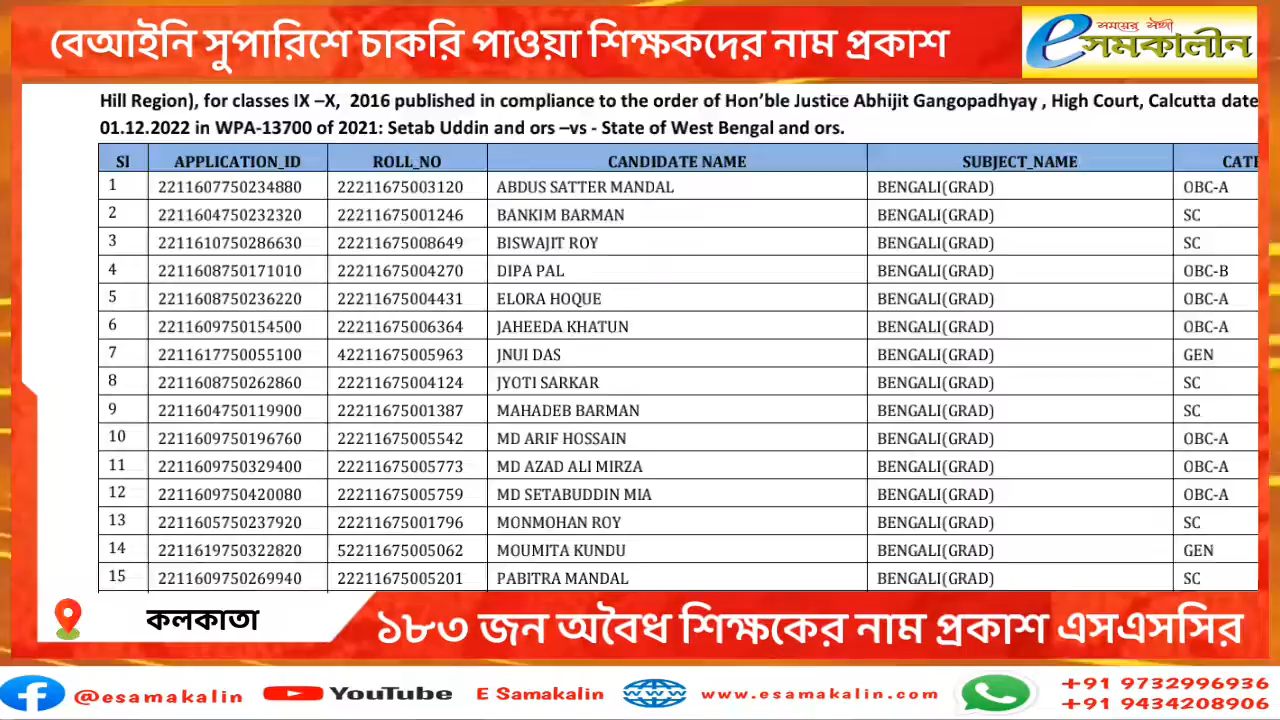 বেআইনি সুপারিশে চাকরি পাওয়া শিক্ষকদের নাম প্রকাশ
সময়ের সঙ্গী
eসমকালীন
Hill Region), for classes IX –X, 2016 published in compliance to the order of Hon'ble Justice Abhijit Gangopadhyay , High Court, Calcutta date
01.12.2022 in WPA-13700 of 2021: Setab Uddin and ors –vs - State of West Bengal and ors.
Sl APPLICATION_ID ROLL_NO CANDIDATE NAME SUBJECT_NAME CATE
1 2211607750234880 22211675003120 ABDUS SATTER MANDAL BENGALI(GRAD) OBC-A
2 2211604750232320 22211675001246 BANKIM BARMAN BENGALI(GRAD) SC
3 2211610750286630 22211675008649 BISWAJIT ROY BENGALI(GRAD) SC
4 2211608750171010 22211675004270 DIPA PAL BENGALI(GRAD) OBC-B
5 2211608750236220 22211675004431 ELORA HOQUE BENGALI(GRAD) OBC-A
6 2211609750154500 22211675006364 JAHEEDA KHATUN BENGALI(GRAD) OBC-A
7 2211617750055100 42211675005963 JNUI DAS BENGALI(GRAD) GEN
8 2211608750262860 22211675004124 JYOTI SARKAR BENGALI(GRAD) SC
9 2211604750119900 22211675001387 MAHADEB BARMAN BENGALI(GRAD) SC
10 2211609750196760 22211675005542 MD ARIF HOSSAIN BENGALI(GRAD) OBC-A
11 2211609750329400 22211675005773 MD AZAD ALI MIRZA BENGALI(GRAD) OBC-A
12 2211609750420080 22211675005759 MD SETABUDDIN MIA BENGALI(GRAD) OBC-A
13 2211605750237920 22211675001796 MONMOHAN ROY BENGALI(GRAD) SC
14 2211619750322820 52211675005062 MOUMITA KUNDU BENGALI(GRAD) GEN
15 2211609750269940 22211675005201 PABITRA MANDAL BENGALI(GRAD) SC
কলকাতা
১৮৩ জন অবৈধ শিক্ষকের নাম প্রকাশ এসএসসির
@esamakalin YouTube E Samakalin www.esamakalin.com +91 9732996936
+91 9434208906